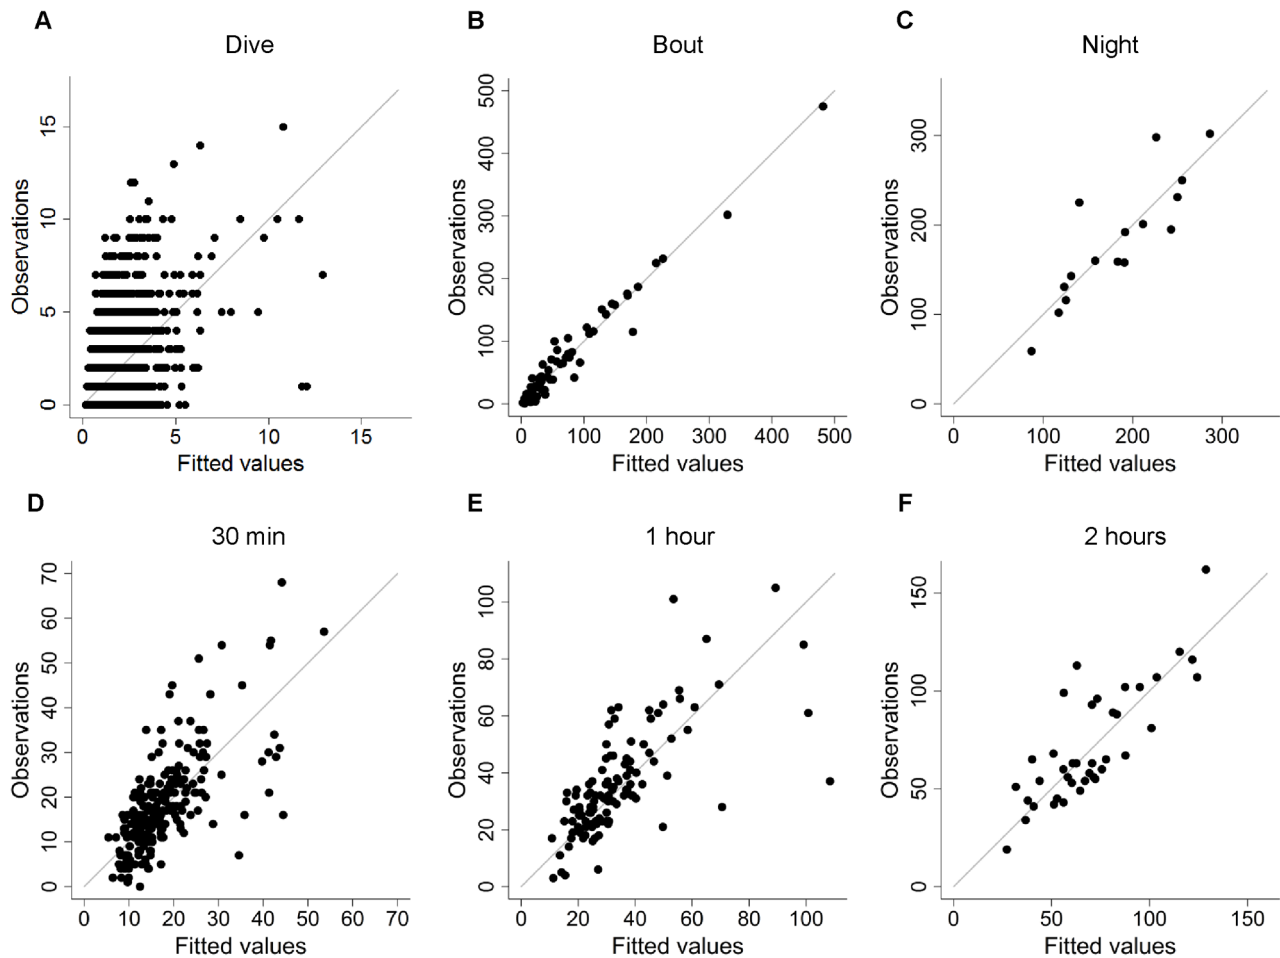 A
Dive
Observations
15
10
5
0
0 5 10 15
Fitted values
B
Bout
Observations
500
400
300
200
100
0
0 100 200 300 400 500
Fitted values
C
Night
Observations
300
200
100
0
0 100 200 300
Fitted values
D
30 min
Observations
70
60
50
40
30
20
10
0
0 10 20 30 40 50 60 70
Fitted values
E
1 hour
Observations
100
80
60
40
20
0
0 20 40 60 80 100
Fitted values
F
2 hours
Observations
150
100
50
0
0 50 100 150
Fitted values